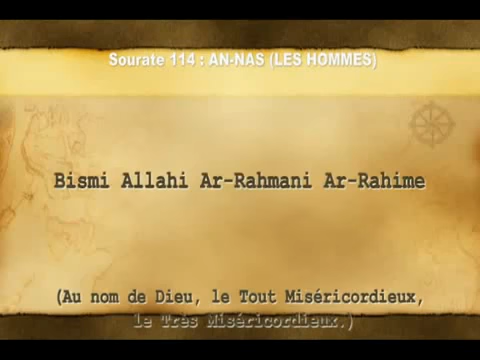 Sourate 114 : AN-NAS (LES HOMMES)
Bismi Allahi Ar-Rahmani Ar-Rahime
(Au nom de Dieu, le Tout Miséricordieux,
le Très Miséricordieux.)